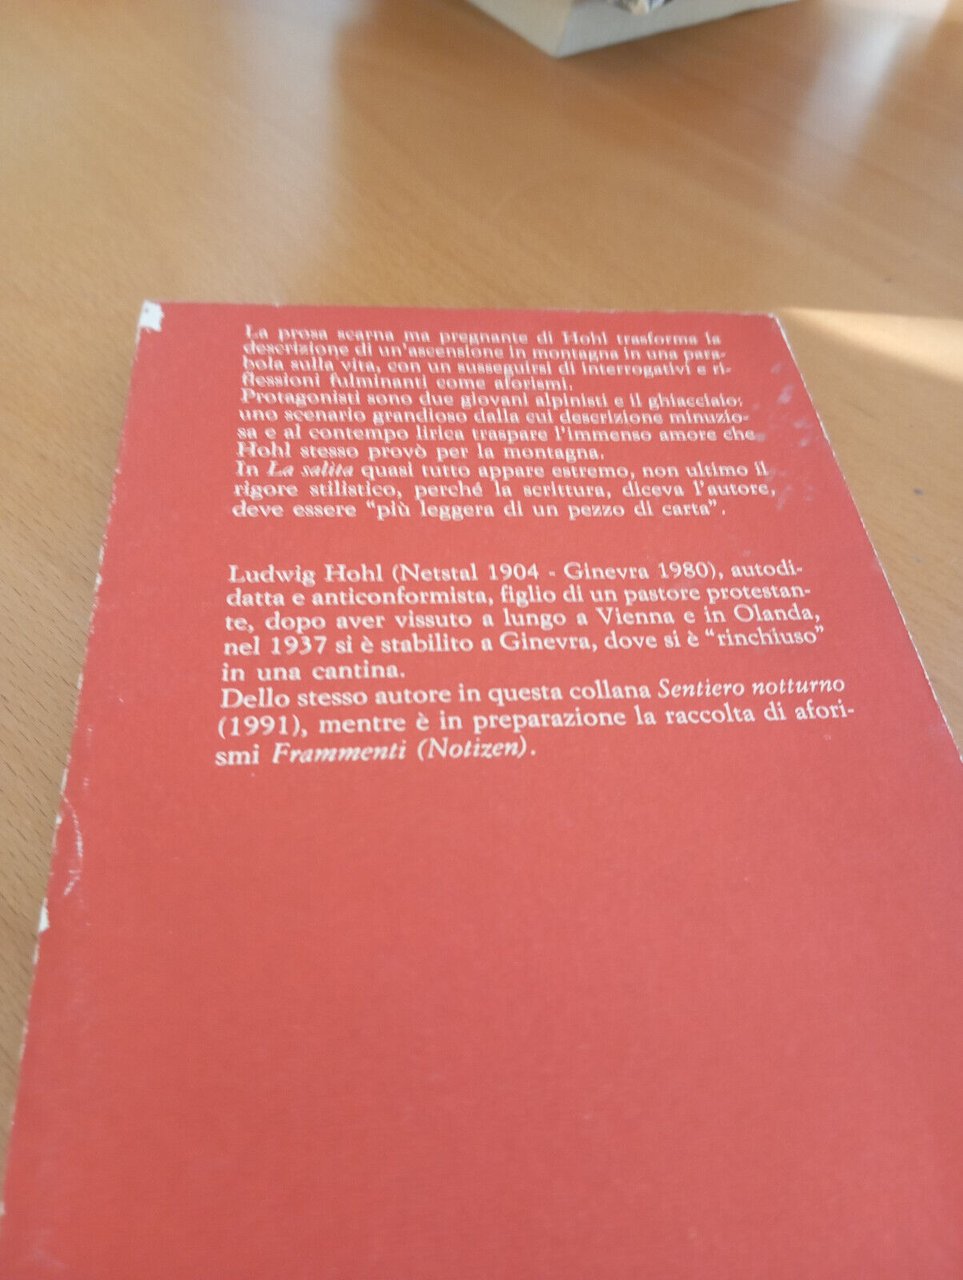 La prosa scarna ma pregnante di Hohl trasforma la
descrizione di un'ascensione in montagna in una para-
bola sulla vita, con un susseguirsi di interrogativi e ri-
flessioni fulminanti come aforismi.
Protagonisti sono due giovani alpinisti e il ghiacciaio:
uno scenario grandioso dalla cui descrizione minuzio-
sa e al contempo lirica traspare l'immenso amore che
Hohl stesso provò per la montagna.
In La salita quasi tutto appare estremo, non ultimo il
rigore stilistico, perché la scrittura, diceva l'autore,
deve essere “più leggera di un pezzo di carta”.
Ludwig Hohl (Netstal 1904 - Ginevra 1980), autodi-
datta e anticonformista, figlio di un pastore protestan-
te, dopo aver vissuto a lungo a Vienna e in Olanda,
nel 1937 si è stabilito a Ginevra, dove si è “rinchiuso”
in una cantina.
Dello stesso autore in questa collana Sentiero notturno
(1991), mentre è in preparazione la raccolta di afori-
smi Frammenti (Notizen).